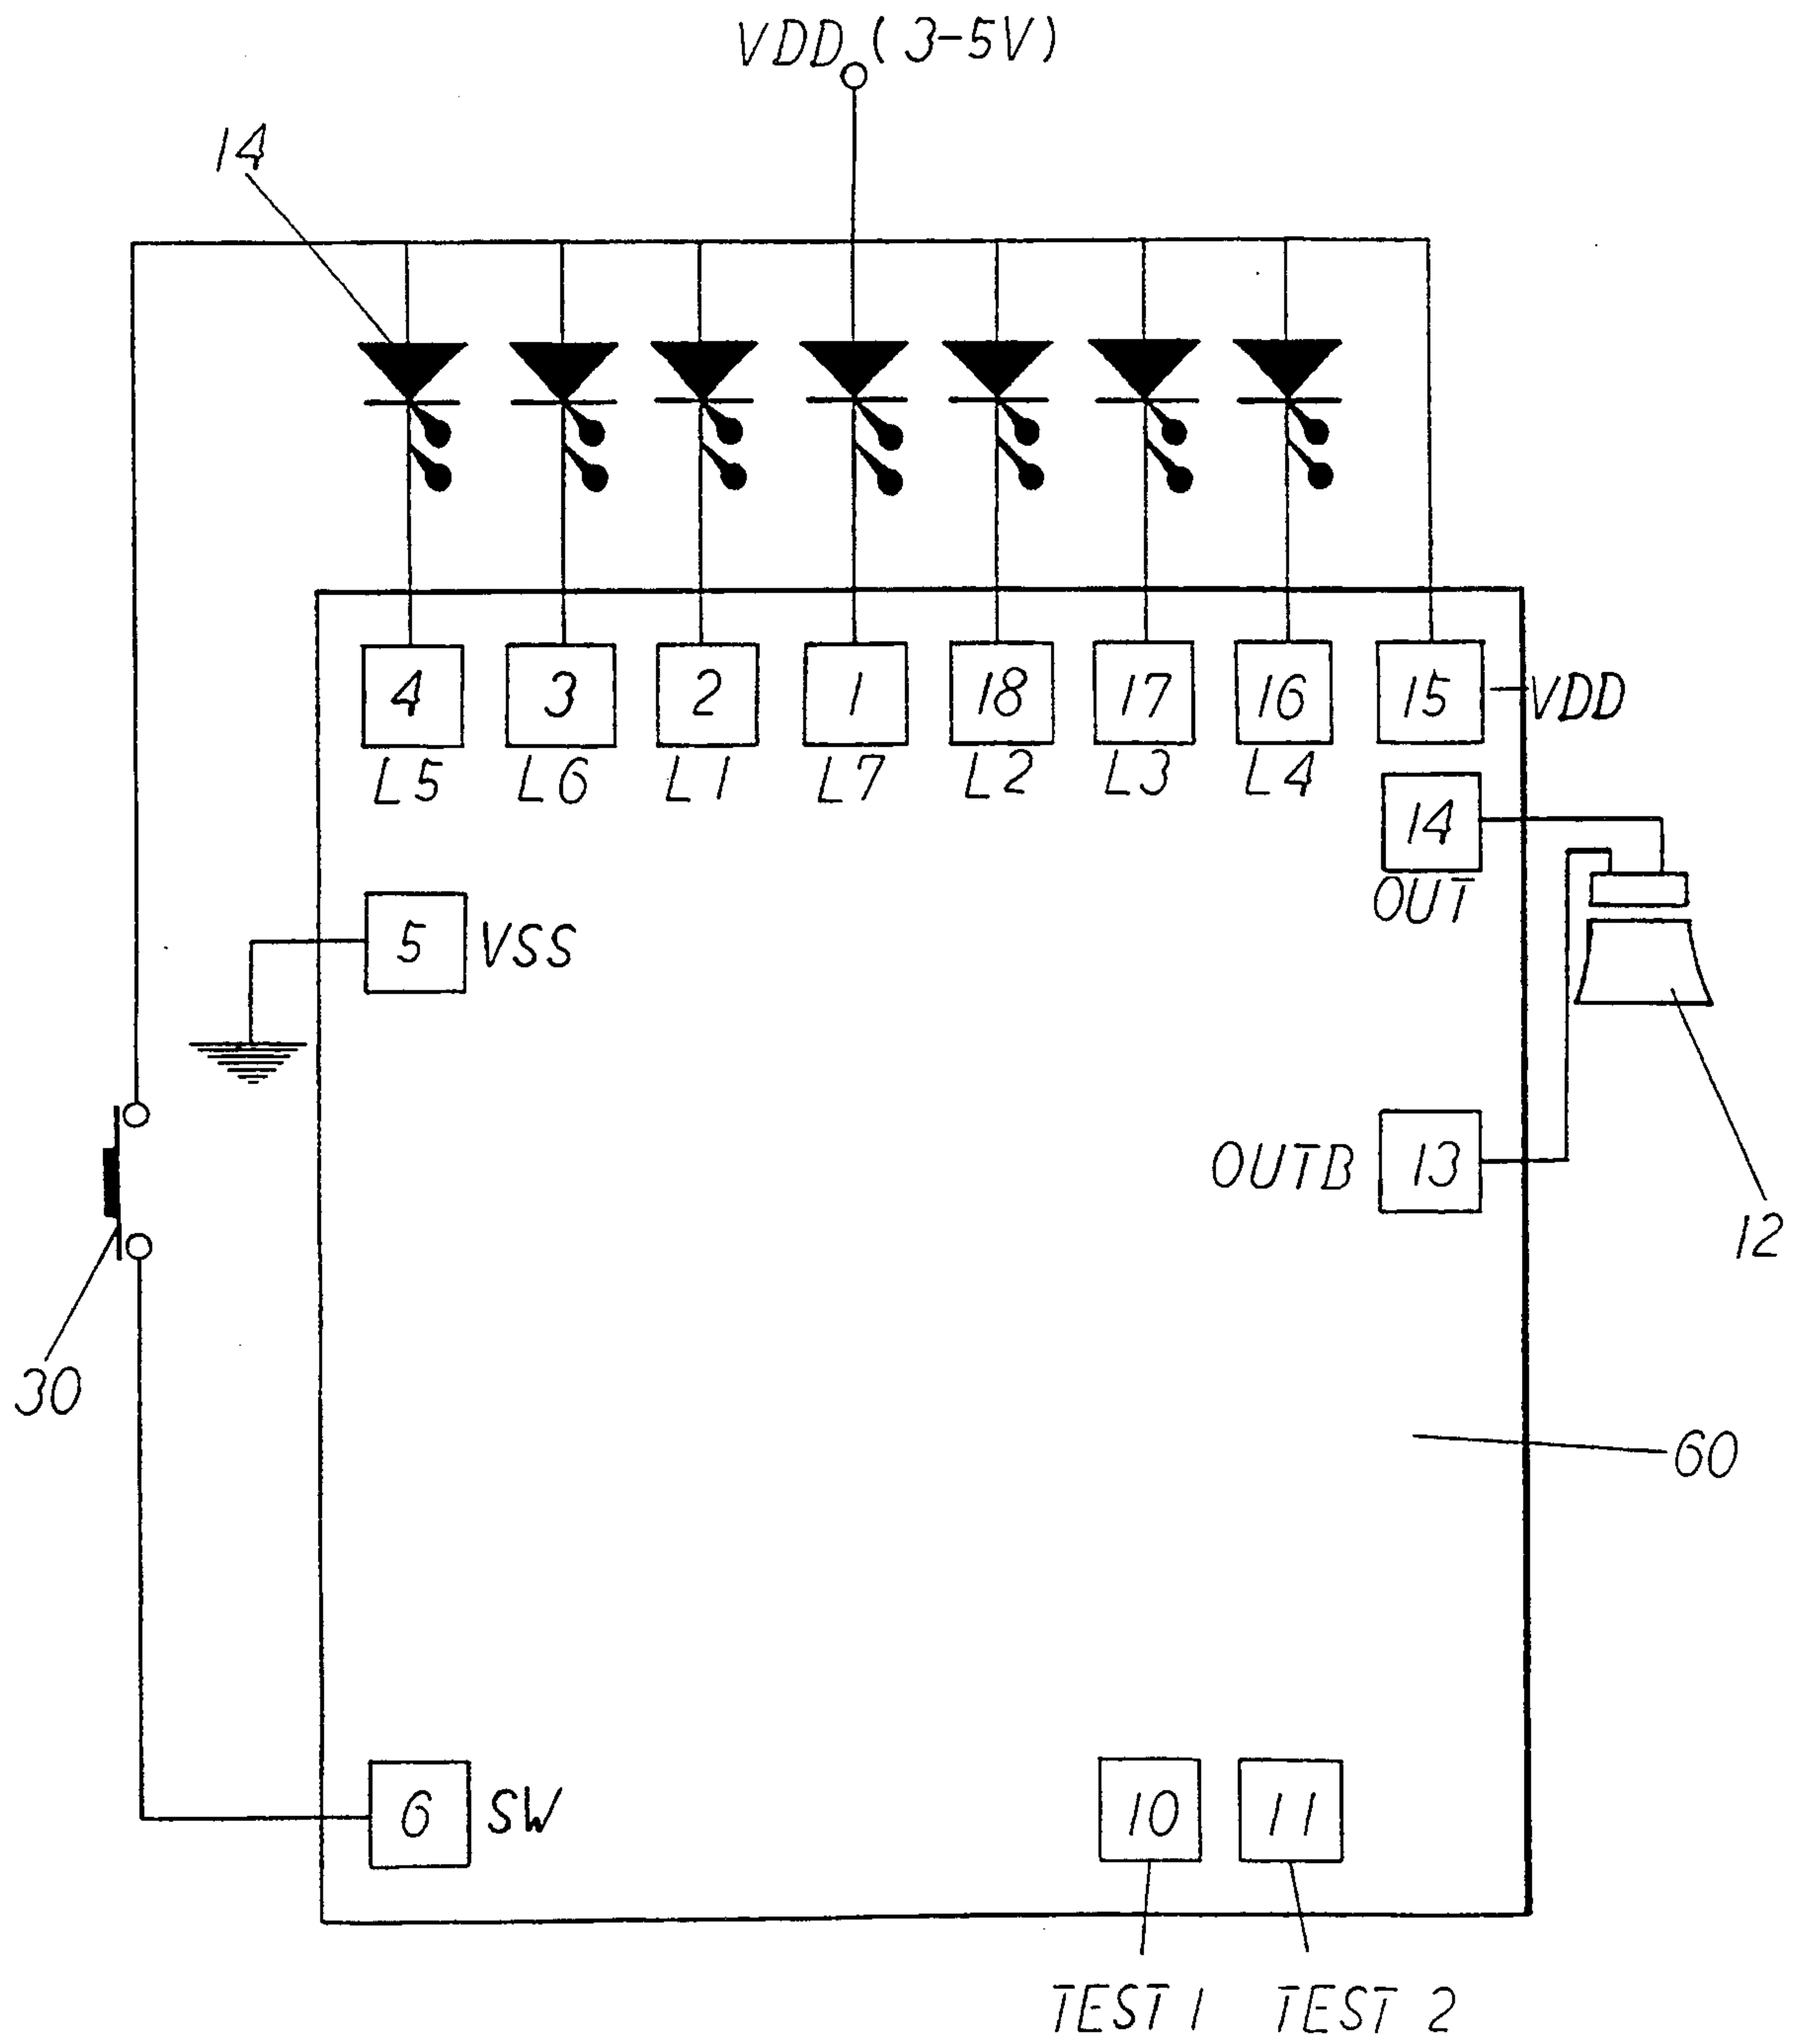 VDD (3-5V)
14
4 3 2 1 18 17 16 15 VDD
L5 L6 L1 L7 L2 L3 L4
14
OUT
5 VSS
OUTB 13
12
30
60
6 SW
10 11
TEST 1 TEST 2